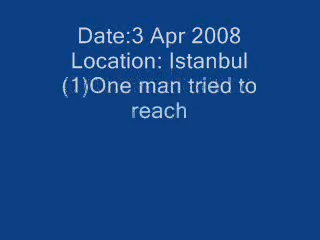 Date:3 Apr 2008
Location: Istanbul
(1)One man tried to
reach